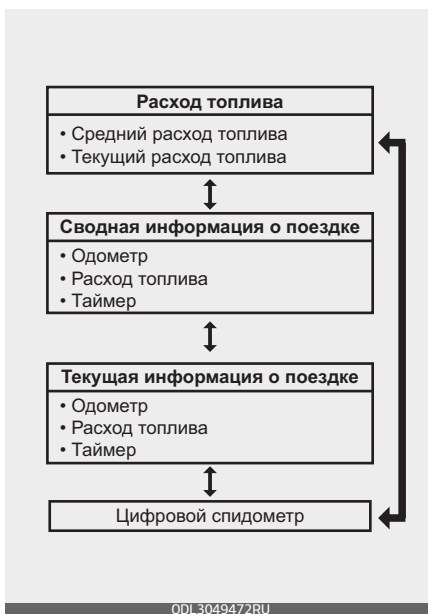 Расход топлива
• Средний расход топлива
• Текущий расход топлива
Сводная информация о поездке
• Одометр
• Расход топлива
• Таймер
Текущая информация о поездке
• Одометр
• Расход топлива
• Таймер
Цифровой спидометр
ODL3049472RU